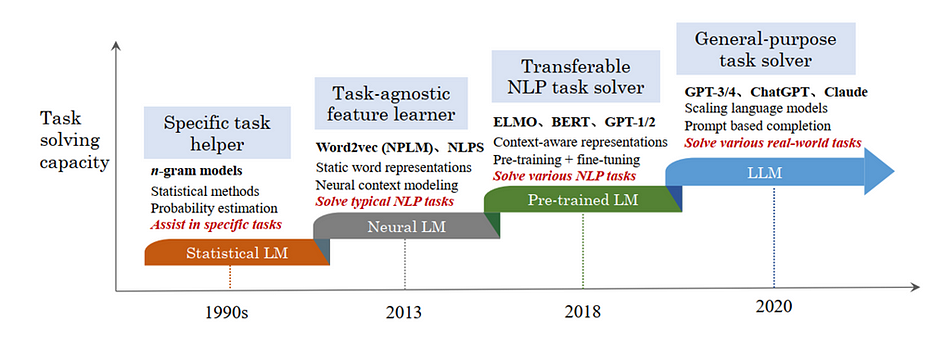 Task
solving
capacity
Specific task
helper
n-gram models
Statistical methods
Probability estimation
Assist in specific tasks
Statistical LM
1990s
Task-agnostic
feature learner
Word2vec (NPLM)、NLPS
Static word representations
Neural context modeling
Solve typical NLP tasks
Neural LM
2013
Transferable
NLP task solver
ELMO、BERT、GPT-1/2
Context-aware representations
Pre-training + fine-tuning
Solve various NLP tasks
Pre-trained LM
2018
General-purpose
task solver
GPT-3/4、ChatGPT、Claude
Scaling language models
Prompt based completion
Solve various real-world tasks
LLM
2020